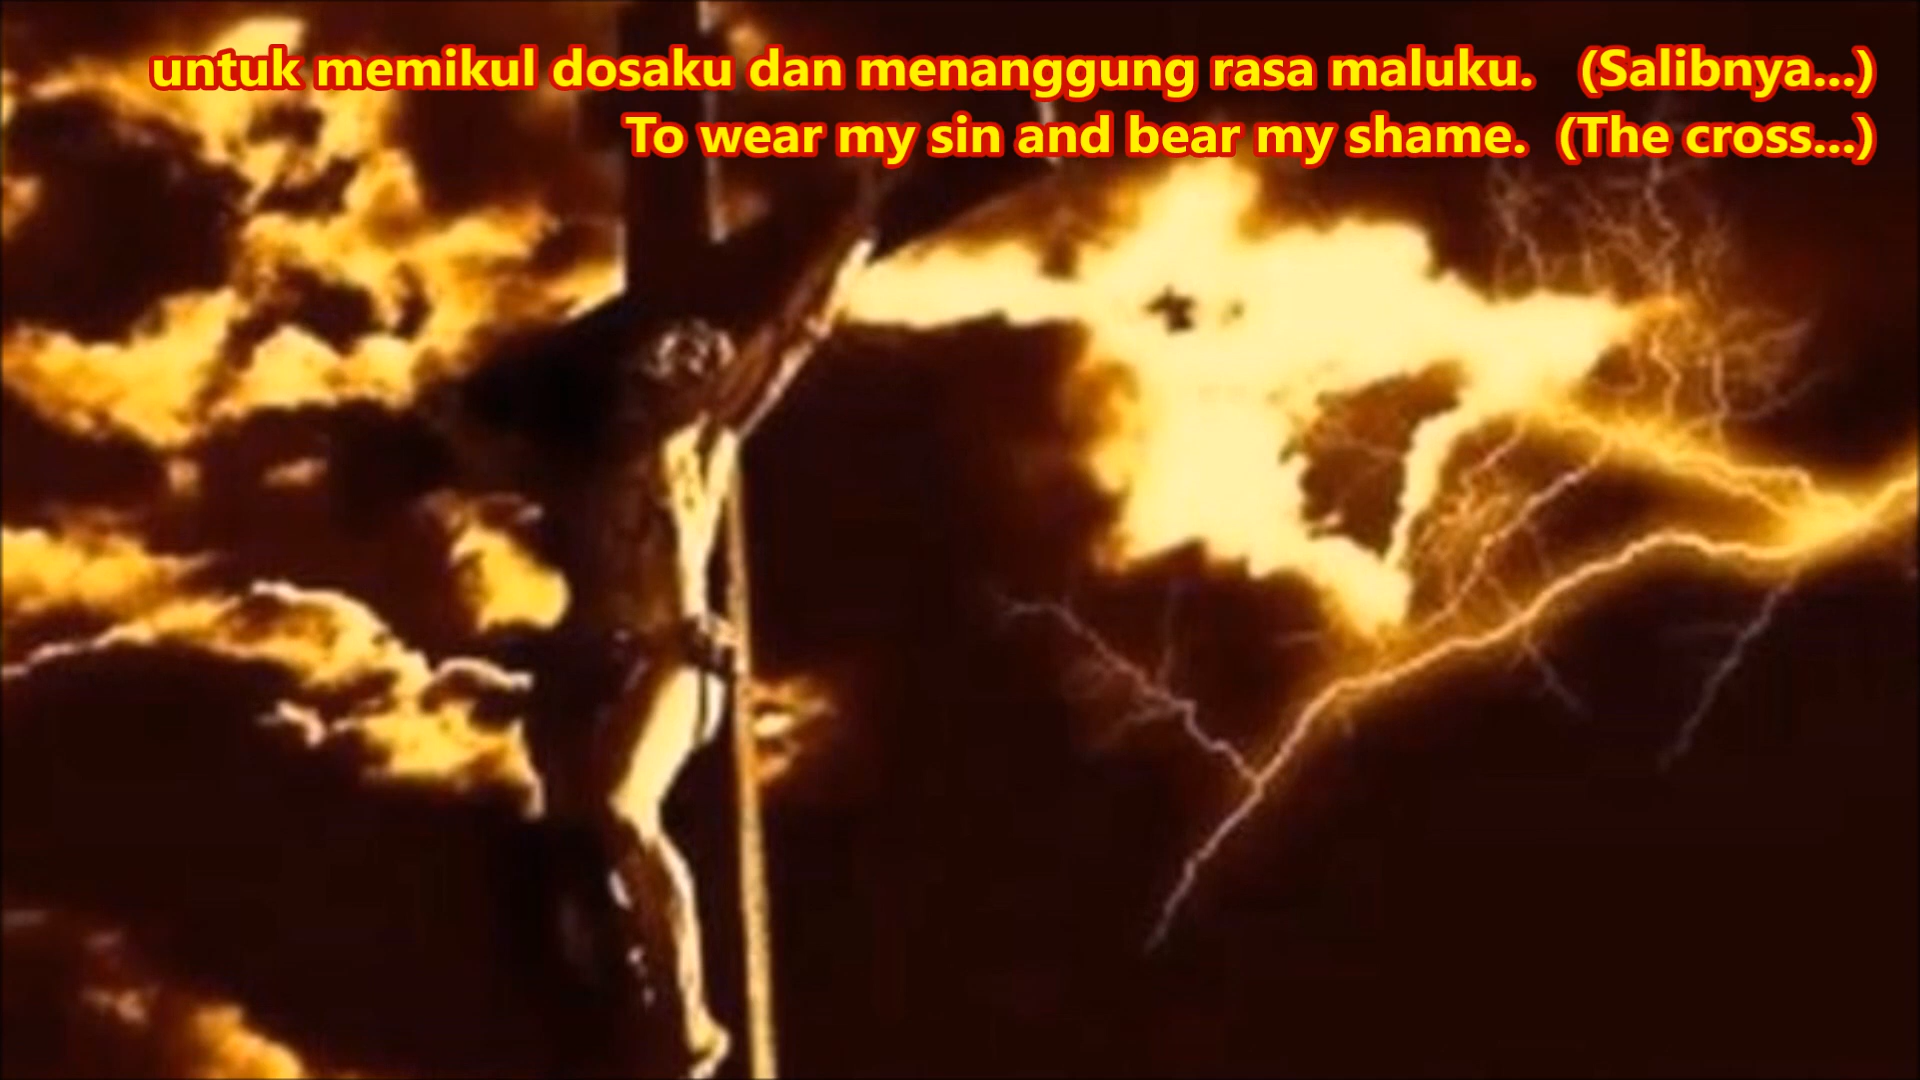 untuk memikul dosaku dan menanggung rasa maluku. (Salibnya...)
To wear my sin and bear my shame. (The cross...)